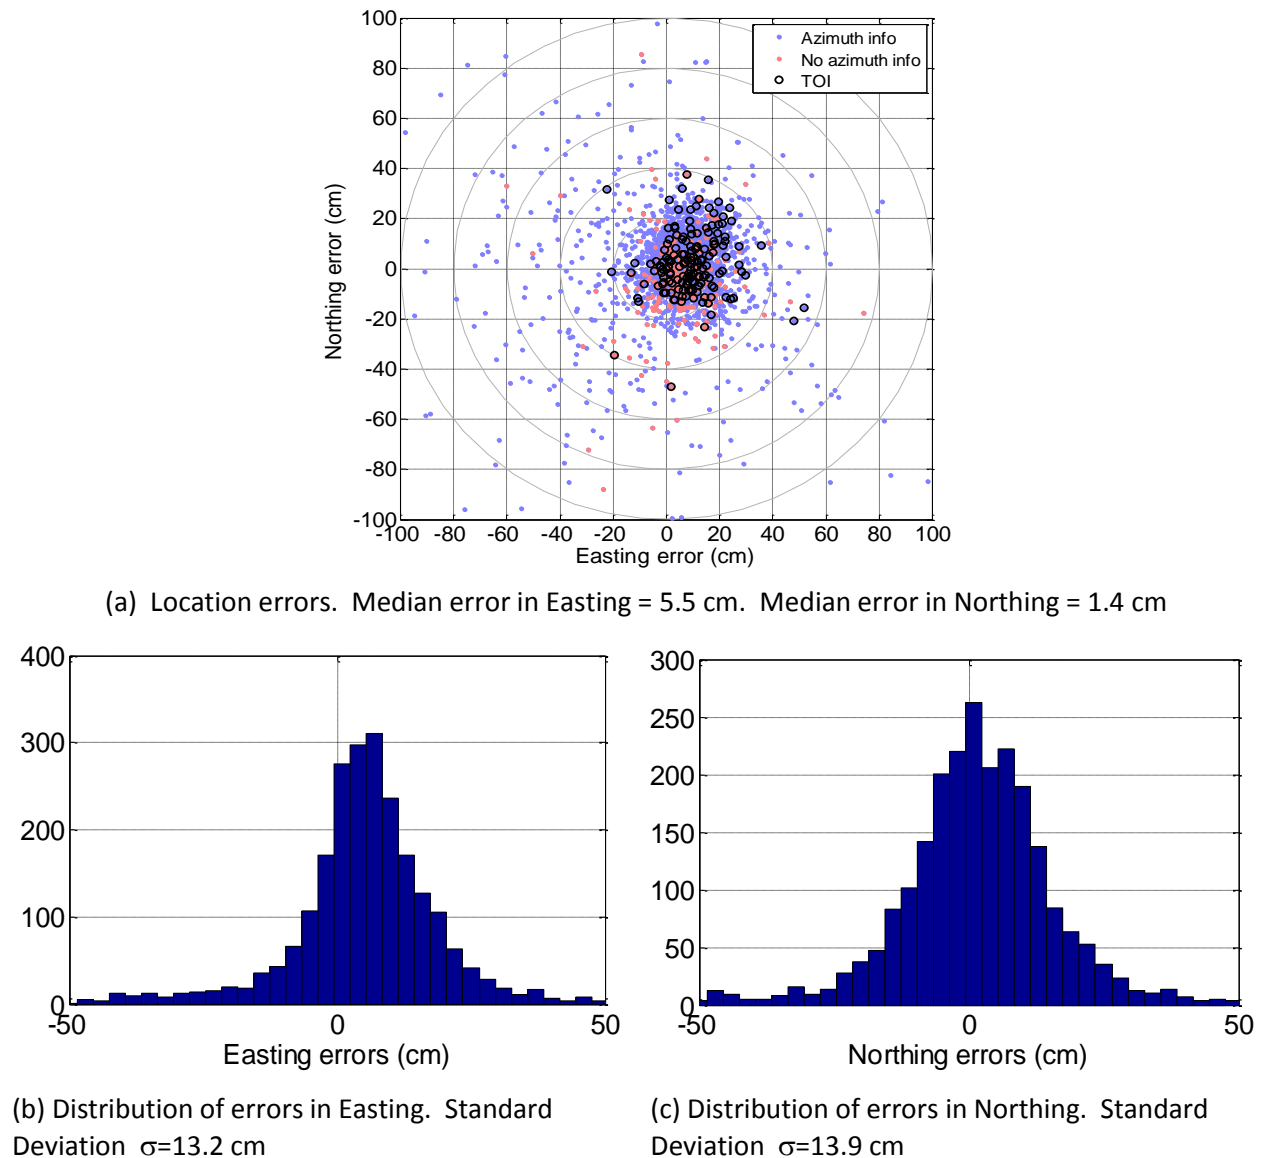 100
80
60
40
20
0
-20
-40
-60
-80
-100
Northing error (cm)
Azimuth info
No azimuth info
TOI
-100 -80 -60 -40 -20 0 20 40 60 80 100
Easting error (cm)
(a) Location errors. Median error in Easting = 5.5 cm. Median error in Northing = 1.4 cm
400
300
200
100
0
-50 0 50
Easting errors (cm)
300
250
200
150
100
50
0
-50 0 50
Northing errors (cm)
(b) Distribution of errors in Easting. Standard
Deviation σ=13.2 cm
(c) Distribution of errors in Northing. Standard
Deviation σ=13.9 cm